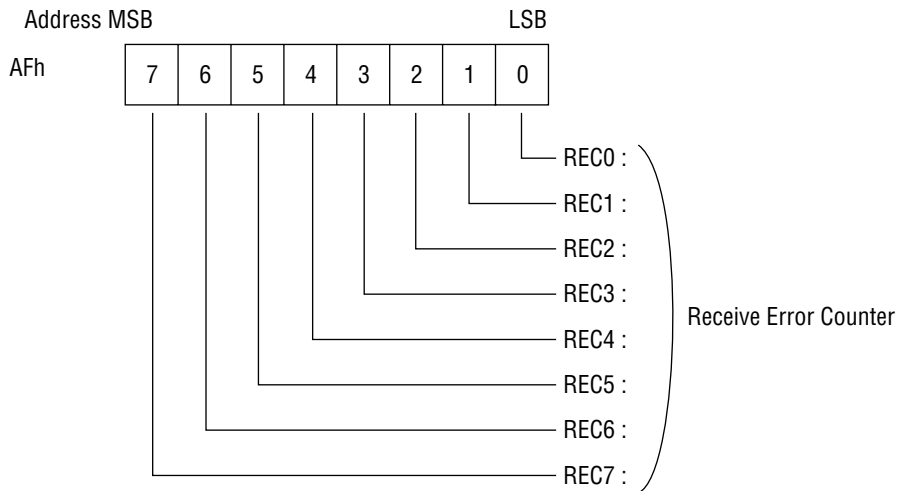 Address MSB LSB
AFh 7 6 5 4 3 2 1 0
REC0 :
REC1 :
REC2 :
REC3 :
Receive Error Counter
REC4 :
REC5 :
REC6 :
REC7 :